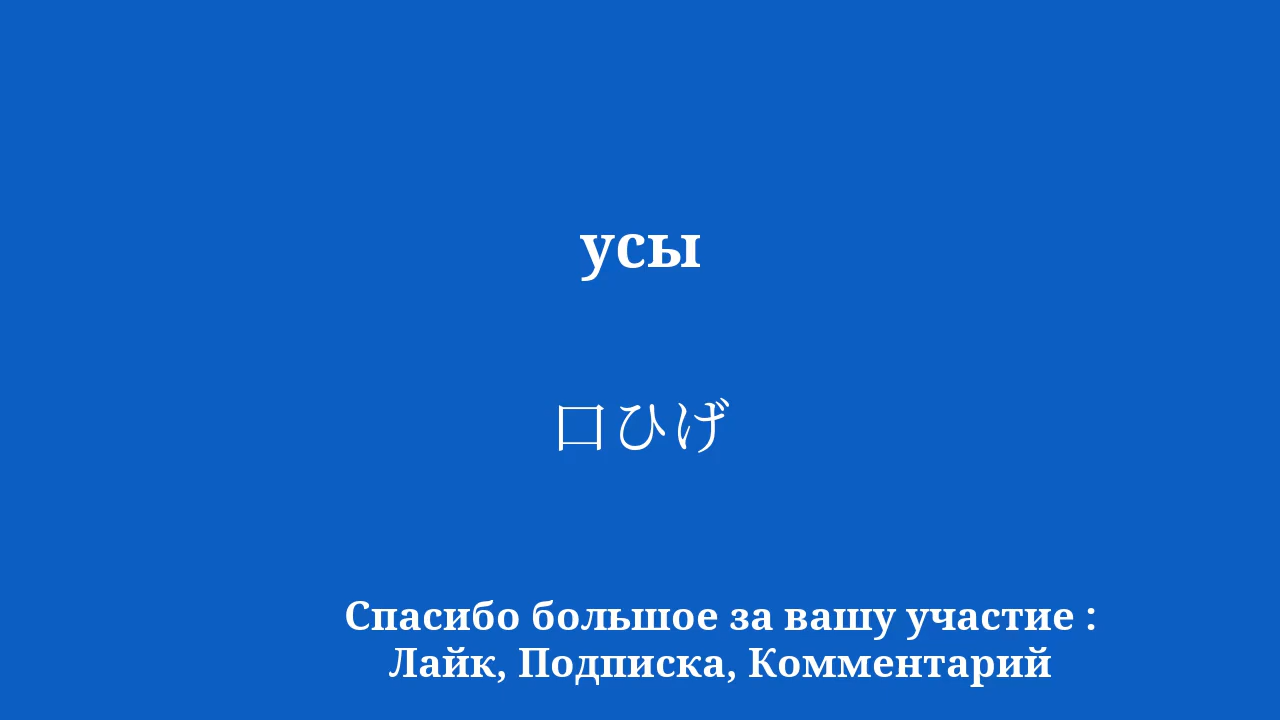 усы
口ひげ
Спасибо большое за вашу участие :
Лайк, Подписка, Комментарий